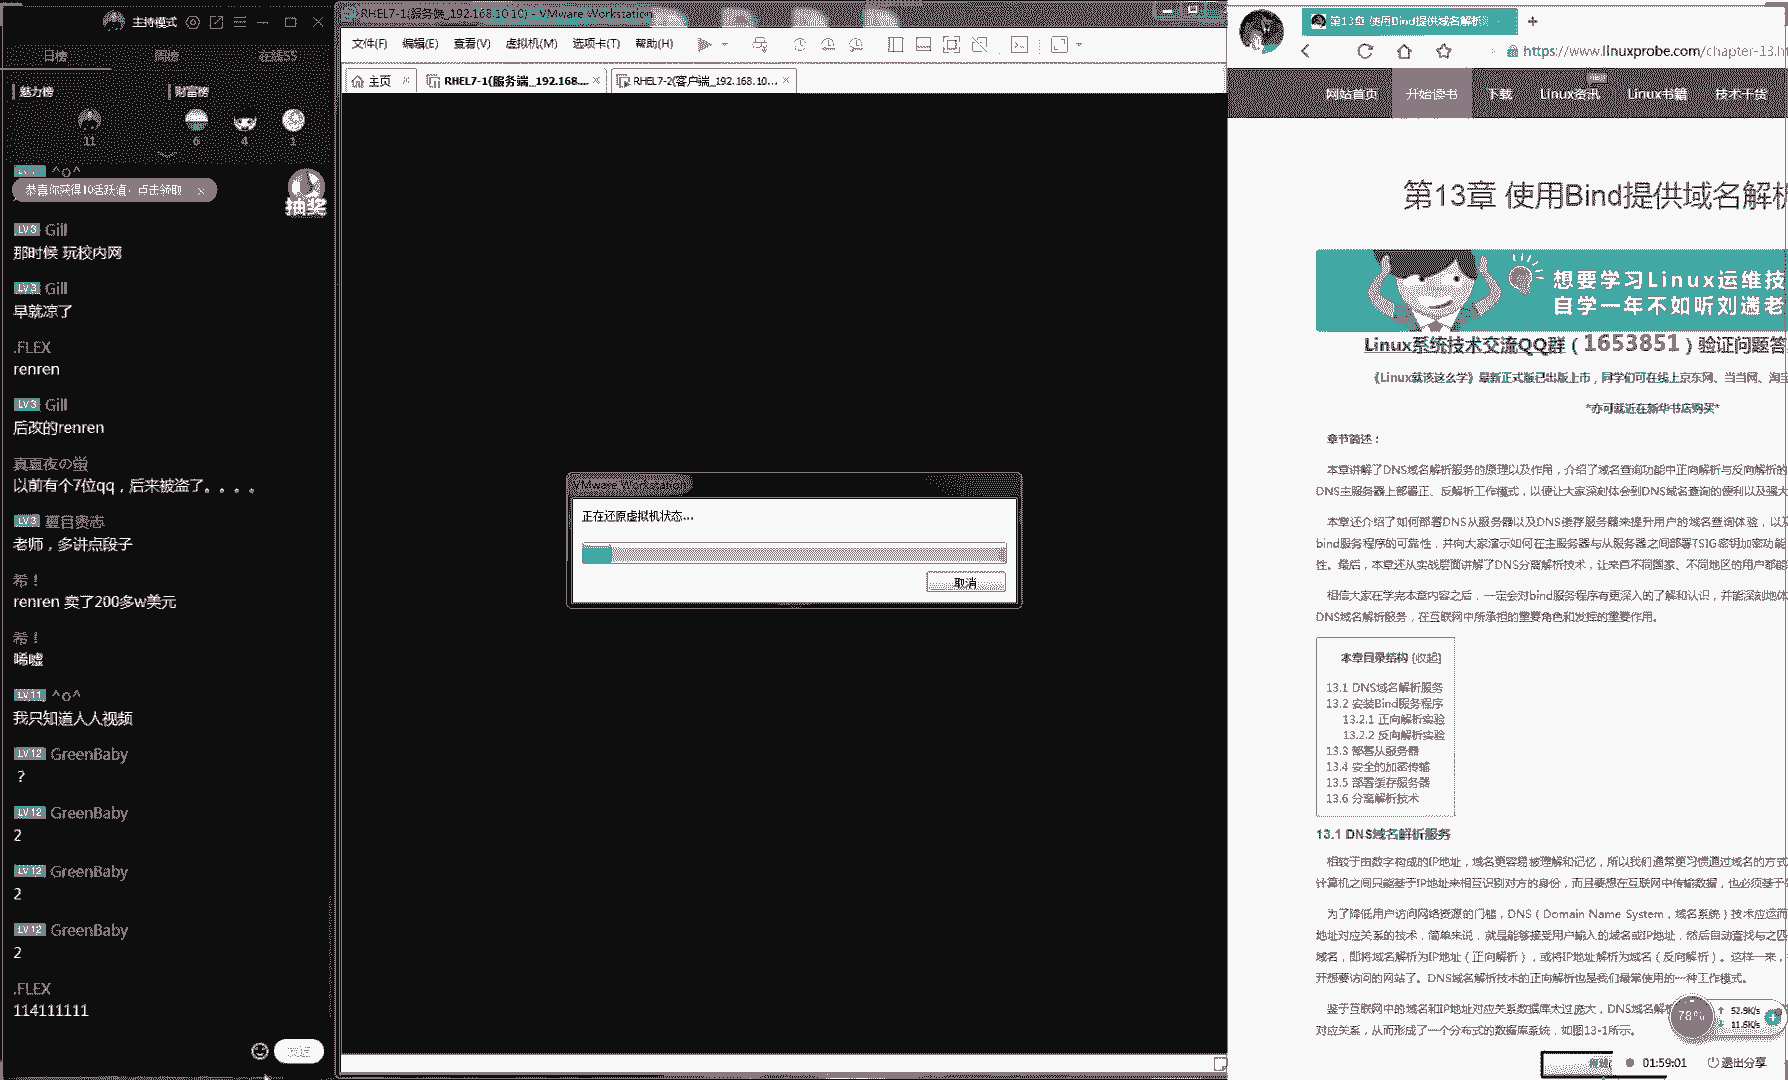 主持模式
日榜
周榜
在线55
魅力榜
财富榜
11
6
4
1
^o^
恭喜你获得10活跃值，点击领取 ×
抽奖
LV3 Gill
那时候 玩校内网
LV3 Gill
早就凉了
.FLEX
renren
LV3 Gill
后改的renren
真夏夜の蛍
以前有个7位qq，后来被盗了。。。。
LV3 夏目贵志
老师，多讲点段子
希！
renren 卖了200多w美元
希！
唏嘘
LV11 ^o^
我只知道人人视频
LV12 GreenBaby
？
LV12 GreenBaby
2
LV12 GreenBaby
2
LV12 GreenBaby
2
.FLEX
114111111
发送
RHEL7-1(服务端_192.168.10.10) - VMware Workstation
文件(F) 编辑(E) 查看(V) 虚拟机(M) 选项卡(T) 帮助(H)
主页 ×
RHEL7-1(服务端_192.168.... ×
RHEL7-2(客户端_192.168.10... ×
VMware Workstation
正在还原虚拟机状态...
取消
第13章 使用Bind提供域名解析
https://www.linuxprobe.com/chapter-13.h
网站首页 开始读书 下载 Linux资讯 Linux书籍 技术干货
NEW
第13章 使用Bind提供域名解析
想要学习Linux运维技
自学一年不如听刘遄老
Linux系统技术交流QQ群（1653851）验证问题答
《Linux就该这么学》最新正式版已出版上市，同学们可在线上京东网、当当网、淘宝
*亦可就近在新华书店购买*
章节简述：
本章讲解了DNS域名解析服务的原理以及作用，介绍了域名查询功能中正向解析与反向解析的
DNS主服务器上部署正、反解析工作模式，以便让大家深刻体会到DNS域名查询的便利以及强大
本章还介绍了如何部署DNS从服务器以及DNS缓存服务器来提升用户的域名查询体验，以及
bind服务程序的可靠性，并向大家演示如何在主服务器与从服务器之间部署TSIG密钥加密功能
性。最后，本章还从实战层面讲解了DNS分离解析技术，让来自不同国家、不同地区的用户都能
相信大家在学完本章内容之后，一定会对bind服务程序有更深入的了解和认识，并能深刻地体
DNS域名解析服务，在互联网中所承担的重要角色和发挥的重要作用。
本章目录结构 [收起]
13.1 DNS域名解析服务
13.2 安装Bind服务程序
13.2.1 正向解析实验
13.2.2 反向解析实验
13.3 部署从服务器
13.4 安全的加密传输
13.5 部署缓存服务器
13.6 分离解析技术
13.1 DNS域名解析服务
相较于由数字构成的IP地址，域名更容易被理解和记忆，所以我们通常更习惯通过域名的方式
计算机之间只能基于IP地址来相互识别对方的身份，而且要想在互联网中传输数据，也必须基于
为了降低用户访问网络资源的门槛，DNS（Domain Name System，域名系统）技术应运而
地址对应关系的技术，简单来说，就是能够接受用户输入的域名或IP地址，然后自动查找与之匹
域名，即将域名解析为IP地址（正向解析），或将IP地址解析为域名（反向解析）。这样一来，
开想要访问的网站了。DNS域名解析技术的正向解析也是我们最常使用的一种工作模式。
鉴于互联网中的域名和IP地址对应关系数据库太过庞大，DNS域名解析
对应关系，从而形成了一个分布式的数据库系统，如图13-1所示。
78%
52.9K/s
11.5K/s
01:59:01
退出分享